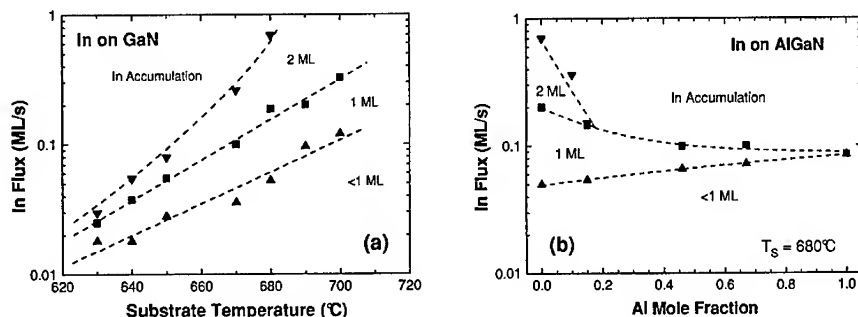 In on GaN
2 ML
In Accumulation
1 ML
<1 ML
(a)
1
0.1
0.01
In Flux (ML/s)
620 640 660 680 700 720
Substrate Temperature (°C)
In on AlGaN
2 ML
In Accumulation
1 ML
<1 ML
(b)
T_S = 680°C
1
0.1
0.01
In Flux (ML/s)
0.0 0.2 0.4 0.6 0.8 1.0
Al Mole Fraction